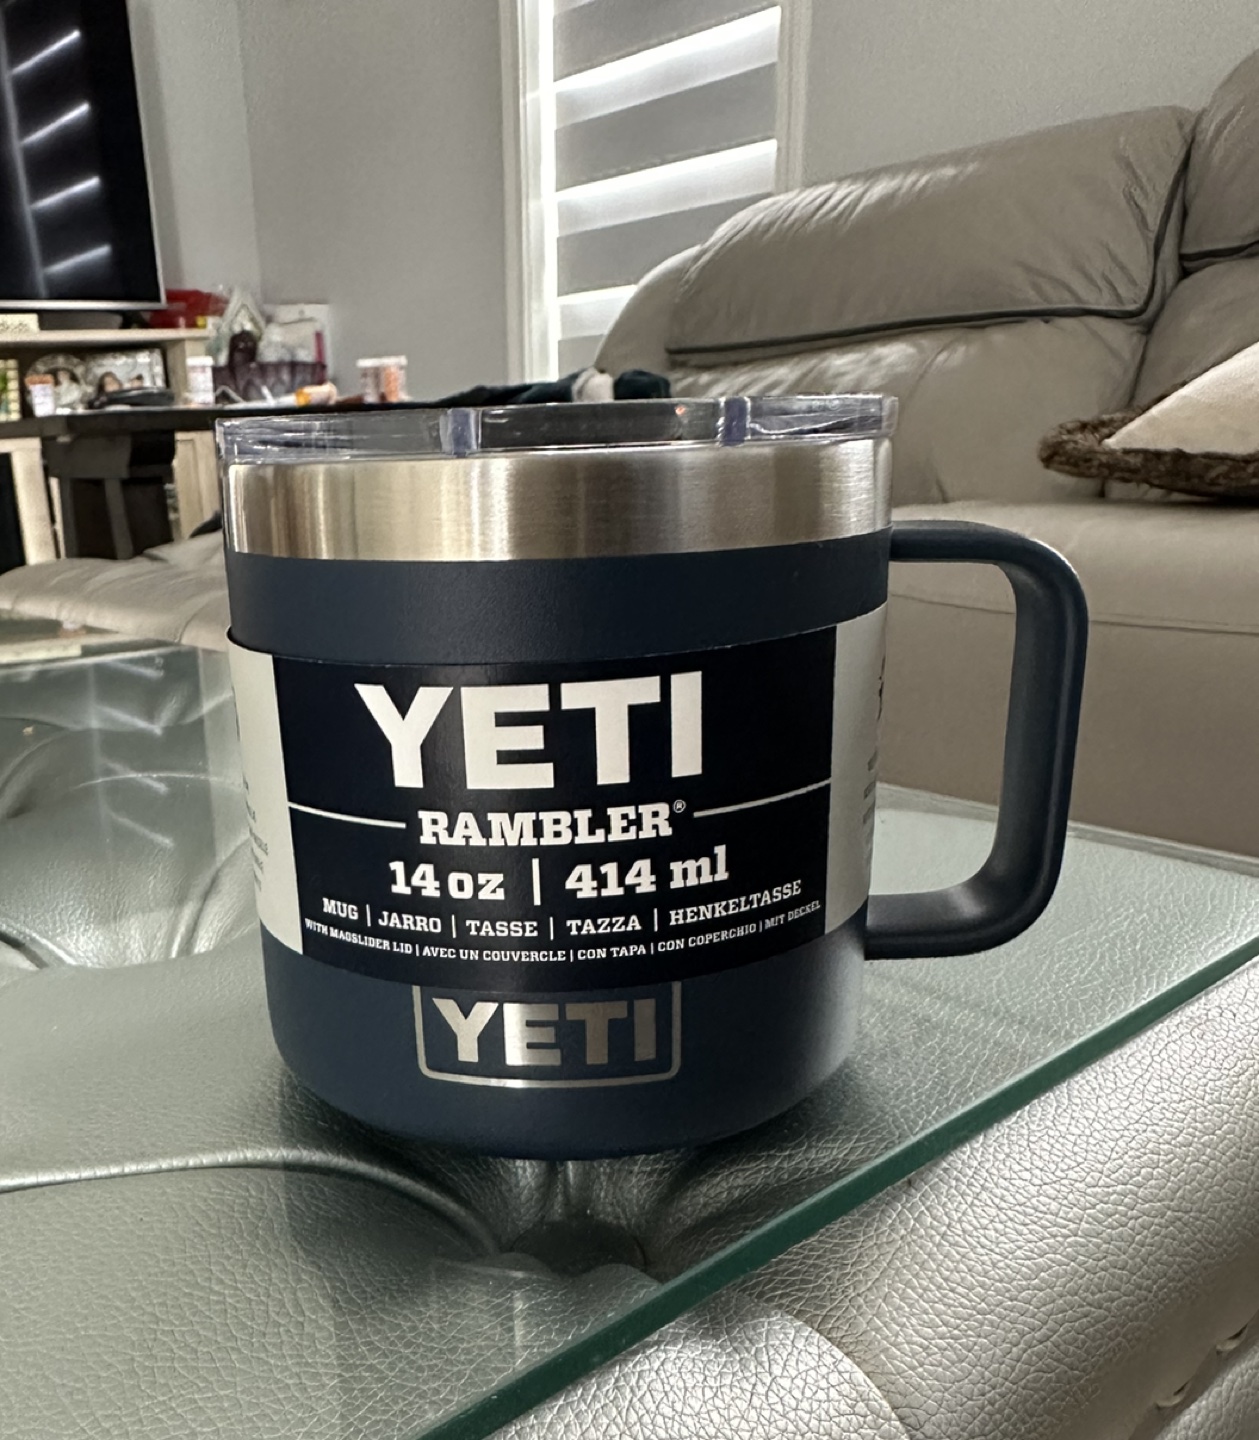 YETI
RAMBLER®
14 oz | 414 ml
MUG | JARRO | TASSE | TAZZA | HENKELTASSE
WITH MAGSLIDER LID | AVEC UN COUVERCLE | CON TAPA | CON COPERCHIO | MIT DECKEL
YETI